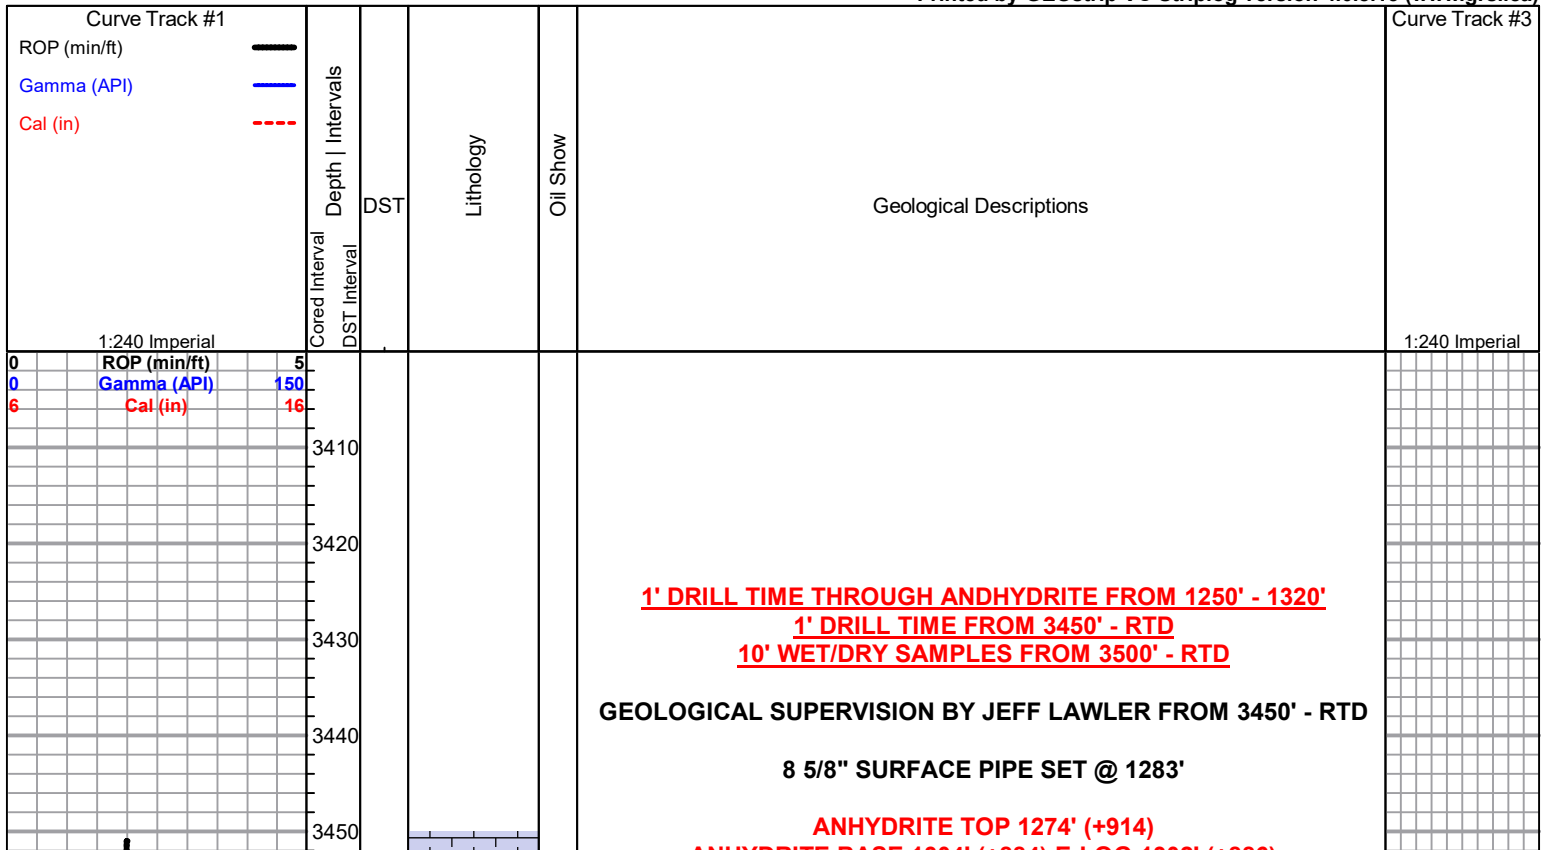 Curve Track #1
ROP (min/ft)
Gamma (API)
Cal (in)
1:240 Imperial
Depth | Intervals
Cored Interval
DST Interval
DST
Lithology
Oil Show
Geological Descriptions
Curve Track #3
1:240 Imperial
0 ROP (min/ft) 5
0 Gamma (API) 150
6 Cal (in) 16
3410
3420
1' DRILL TIME THROUGH ANDHYDRITE FROM 1250' - 1320'
1' DRILL TIME FROM 3450' - RTD
3430
10' WET/DRY SAMPLES FROM 3500' - RTD
GEOLOGICAL SUPERVISION BY JEFF LAWLER FROM 3450' - RTD
3440
8 5/8" SURFACE PIPE SET @ 1283'
3450
ANHYDRITE TOP 1274' (+914)